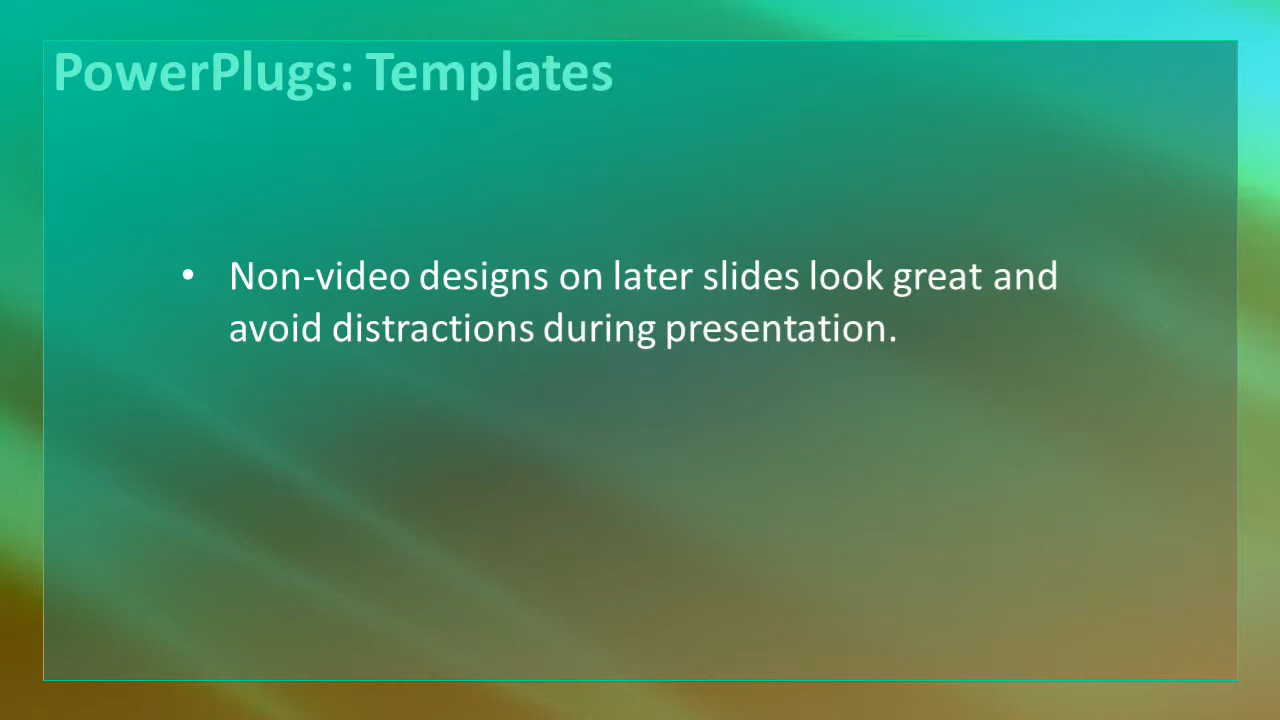 PowerPlugs: Templates
• Non-video designs on later slides look great and
avoid distractions during presentation.